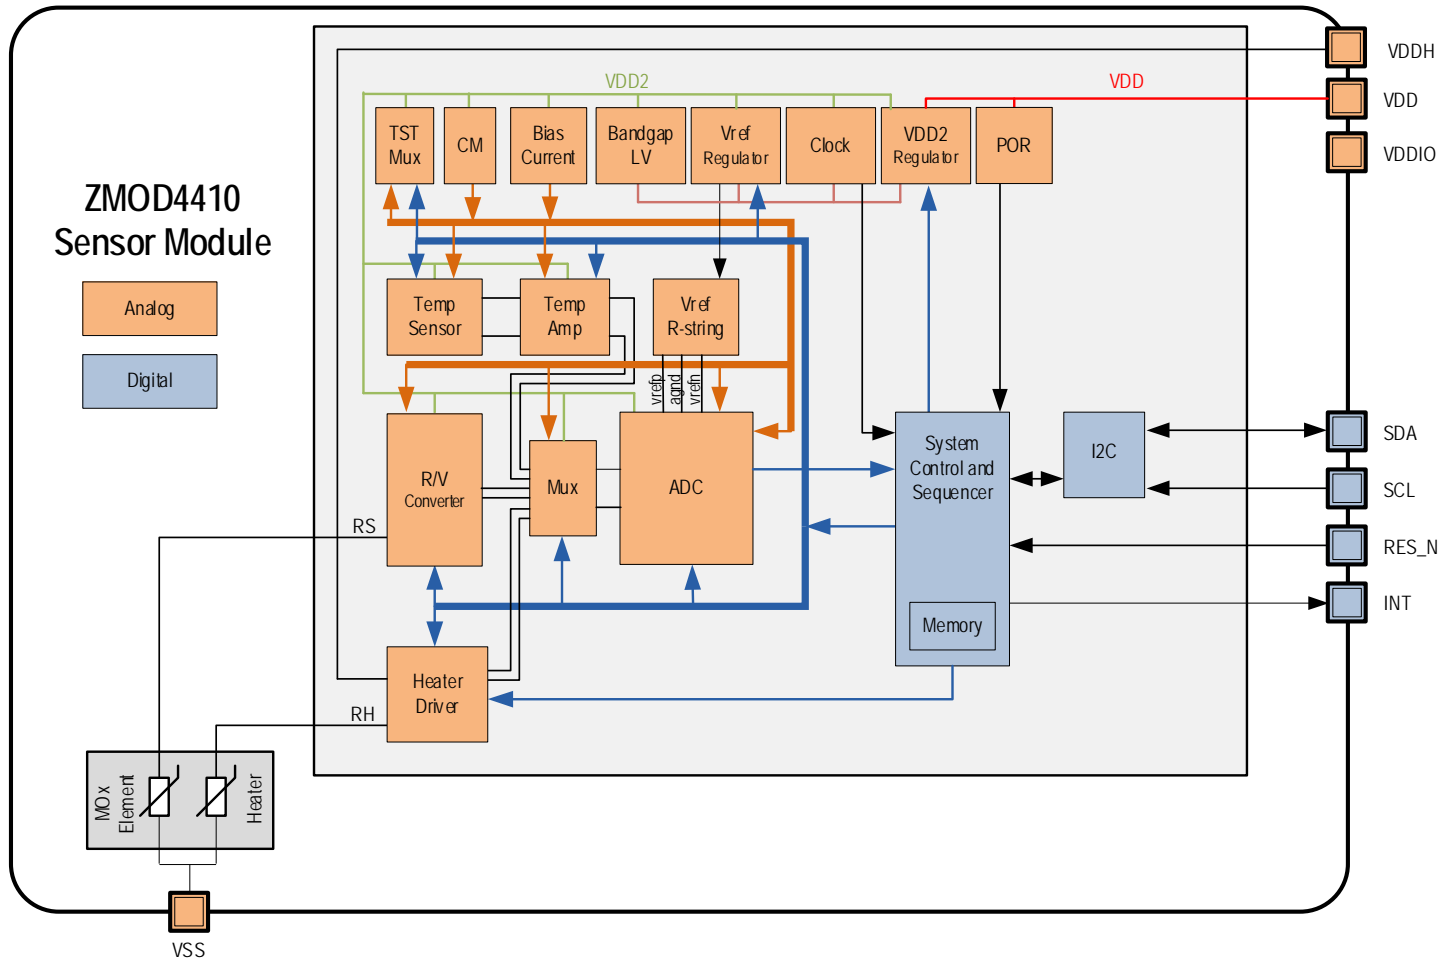 VDDH
VDD2
VDD
VDD
VDDIO
TST
Mux
CM
Bias
Current
Bandgap
LV
Vref
Regulator
Clock
VDD2
Regulator
POR
ZMOD4410
Sensor Module
Analog
Digital
Temp
Sensor
Temp
Amp
Vref
R-string
vrefp
agnd
vrefn
R/V
Converter
Mux
ADC
System
Control and
Sequencer
Memory
I2C
SDA
SCL
RES_N
INT
RS
RH
Heater
Driver
MOx
Element
Heater
VSS